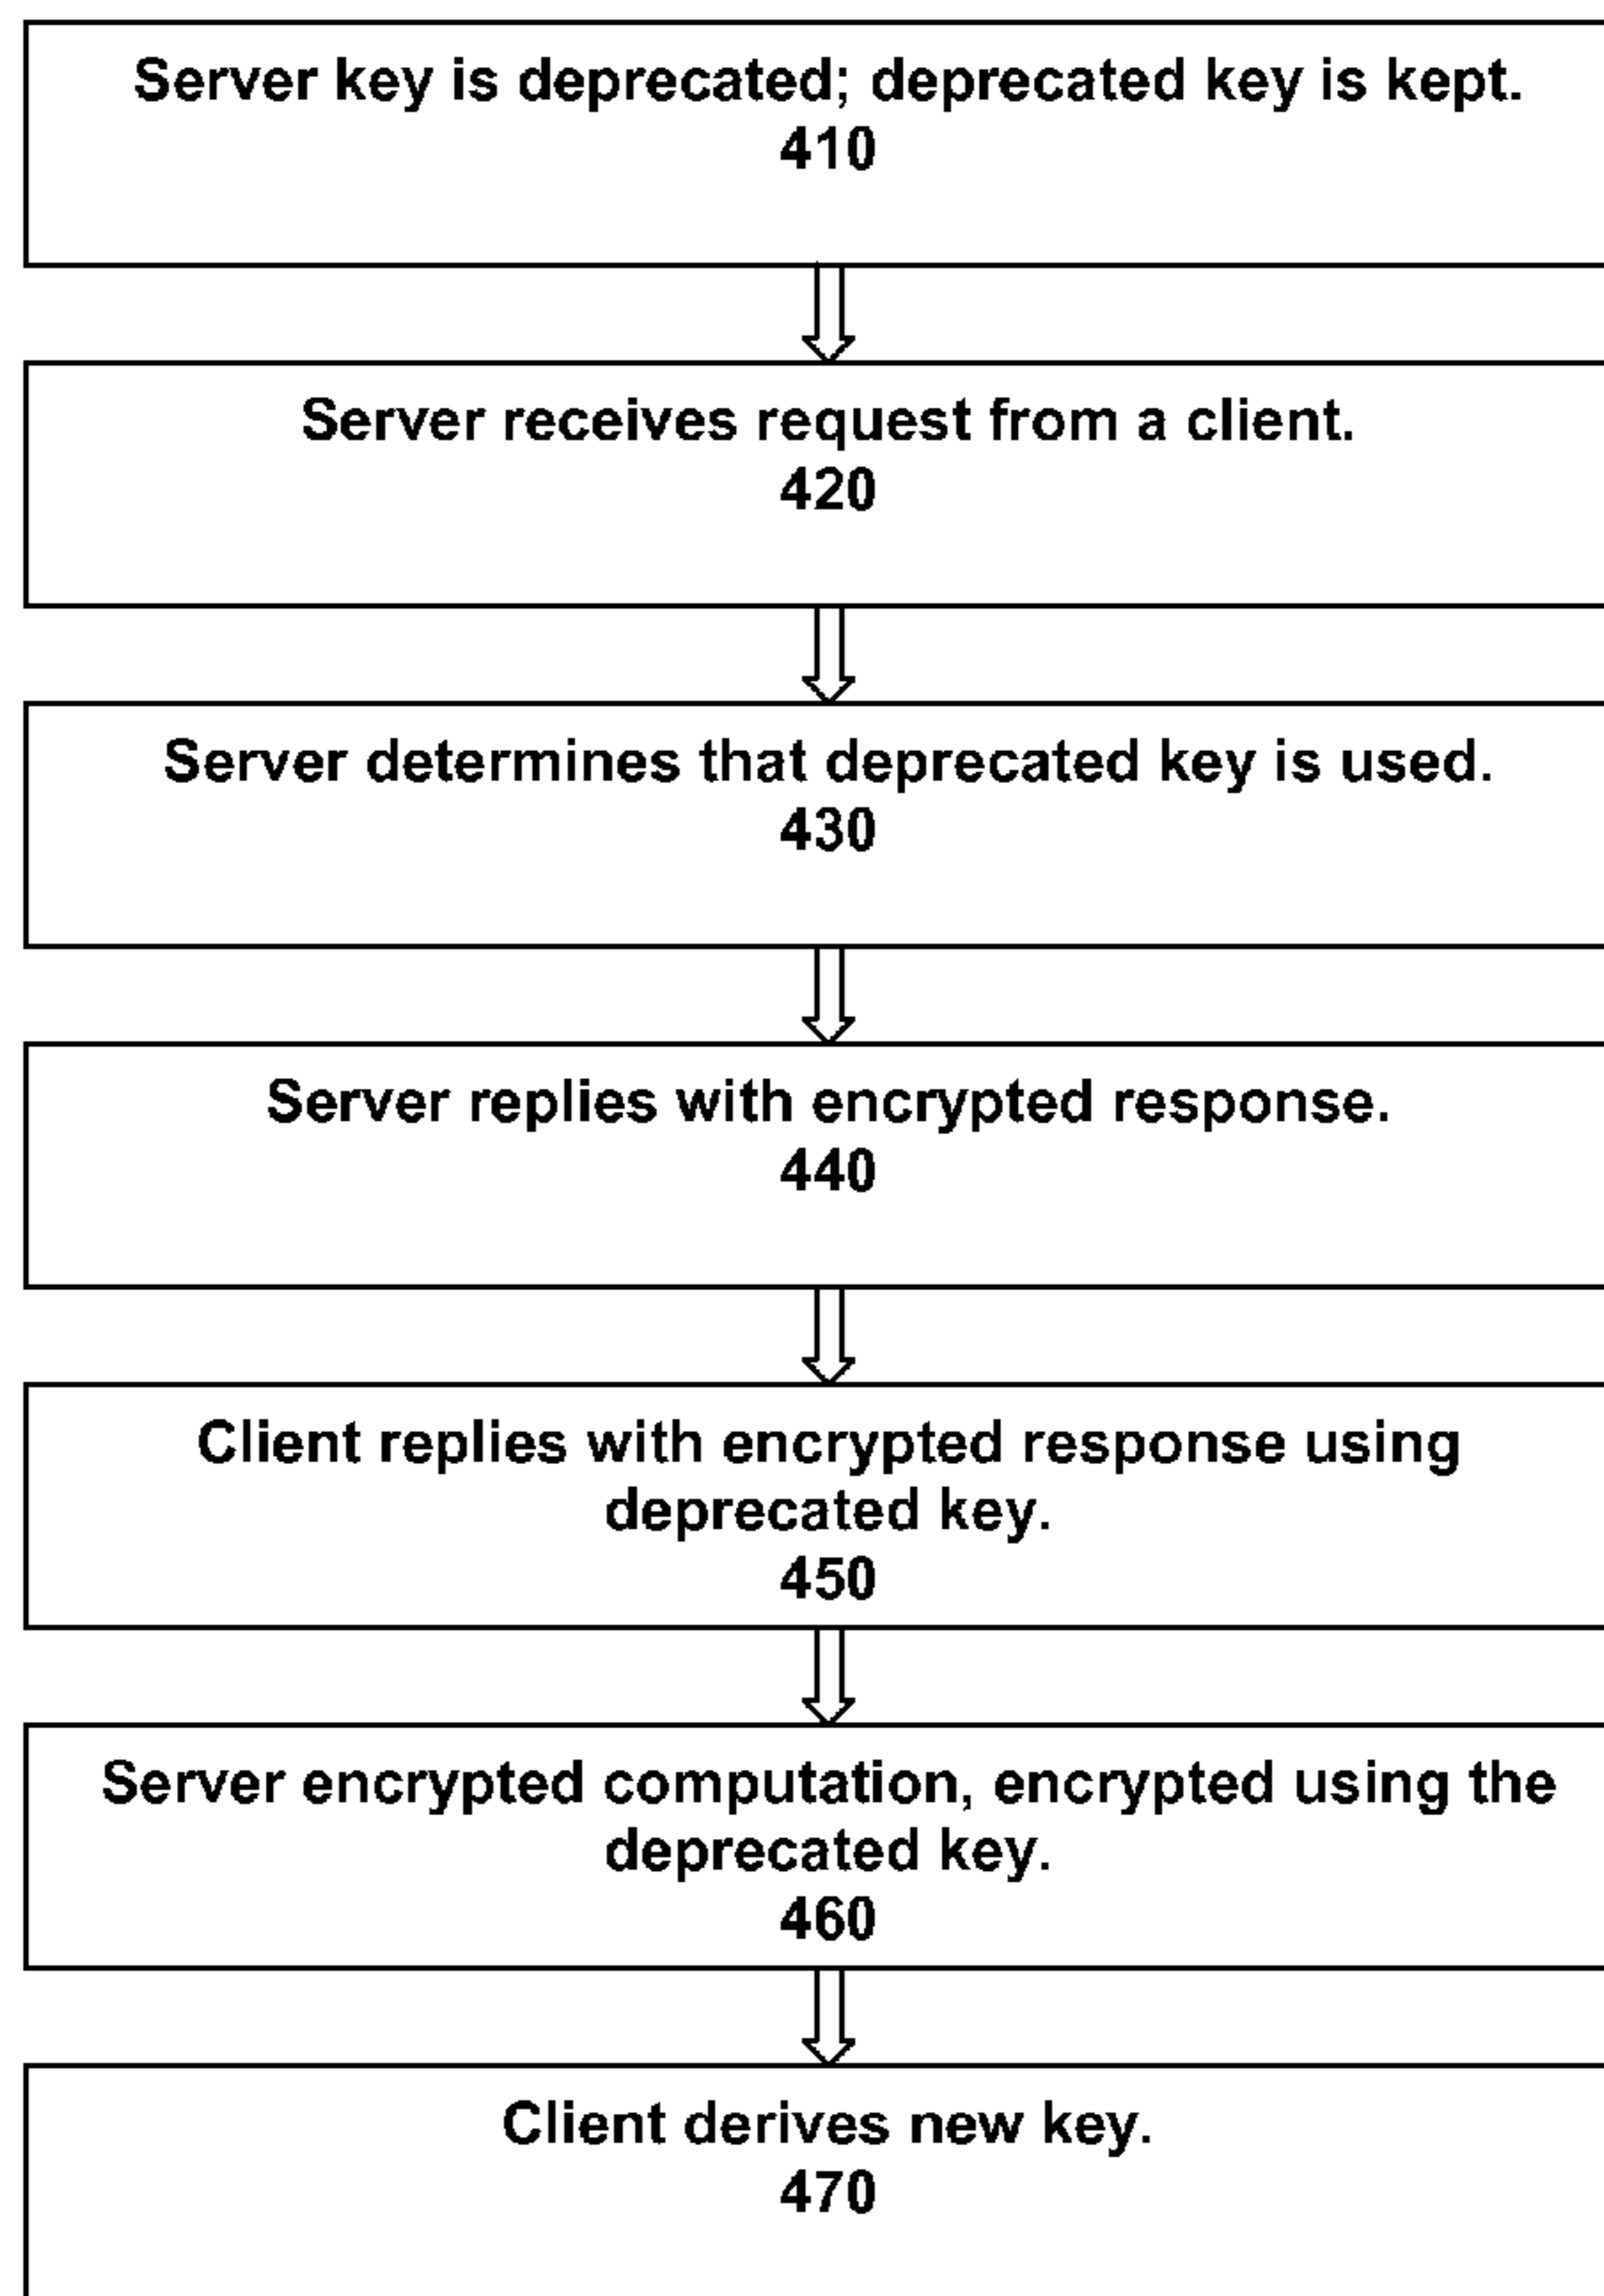 Server key is deprecated; deprecated key is kept.
410
Server receives request from a client.
420
Server determines that deprecated key is used.
430
Server replies with encrypted response.
440
Client replies with encrypted response using
deprecated key.
450
Server encrypted computation, encrypted using the
deprecated key.
460
Client derives new key.
470